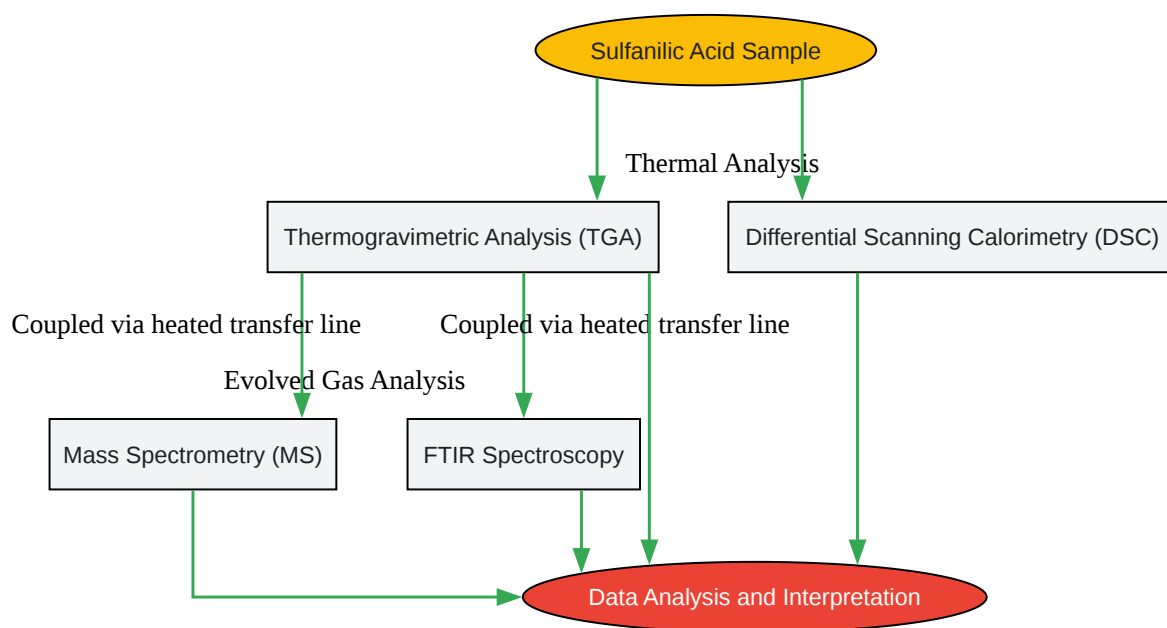 Sulfanilic Acid Sample
Thermal Analysis
Thermogravimetric Analysis (TGA)
Differential Scanning Calorimetry (DSC)
Coupled via heated transfer line
Coupled via heated transfer line
Evolved Gas Analysis
Mass Spectrometry (MS)
FTIR Spectroscopy
Data Analysis and Interpretation